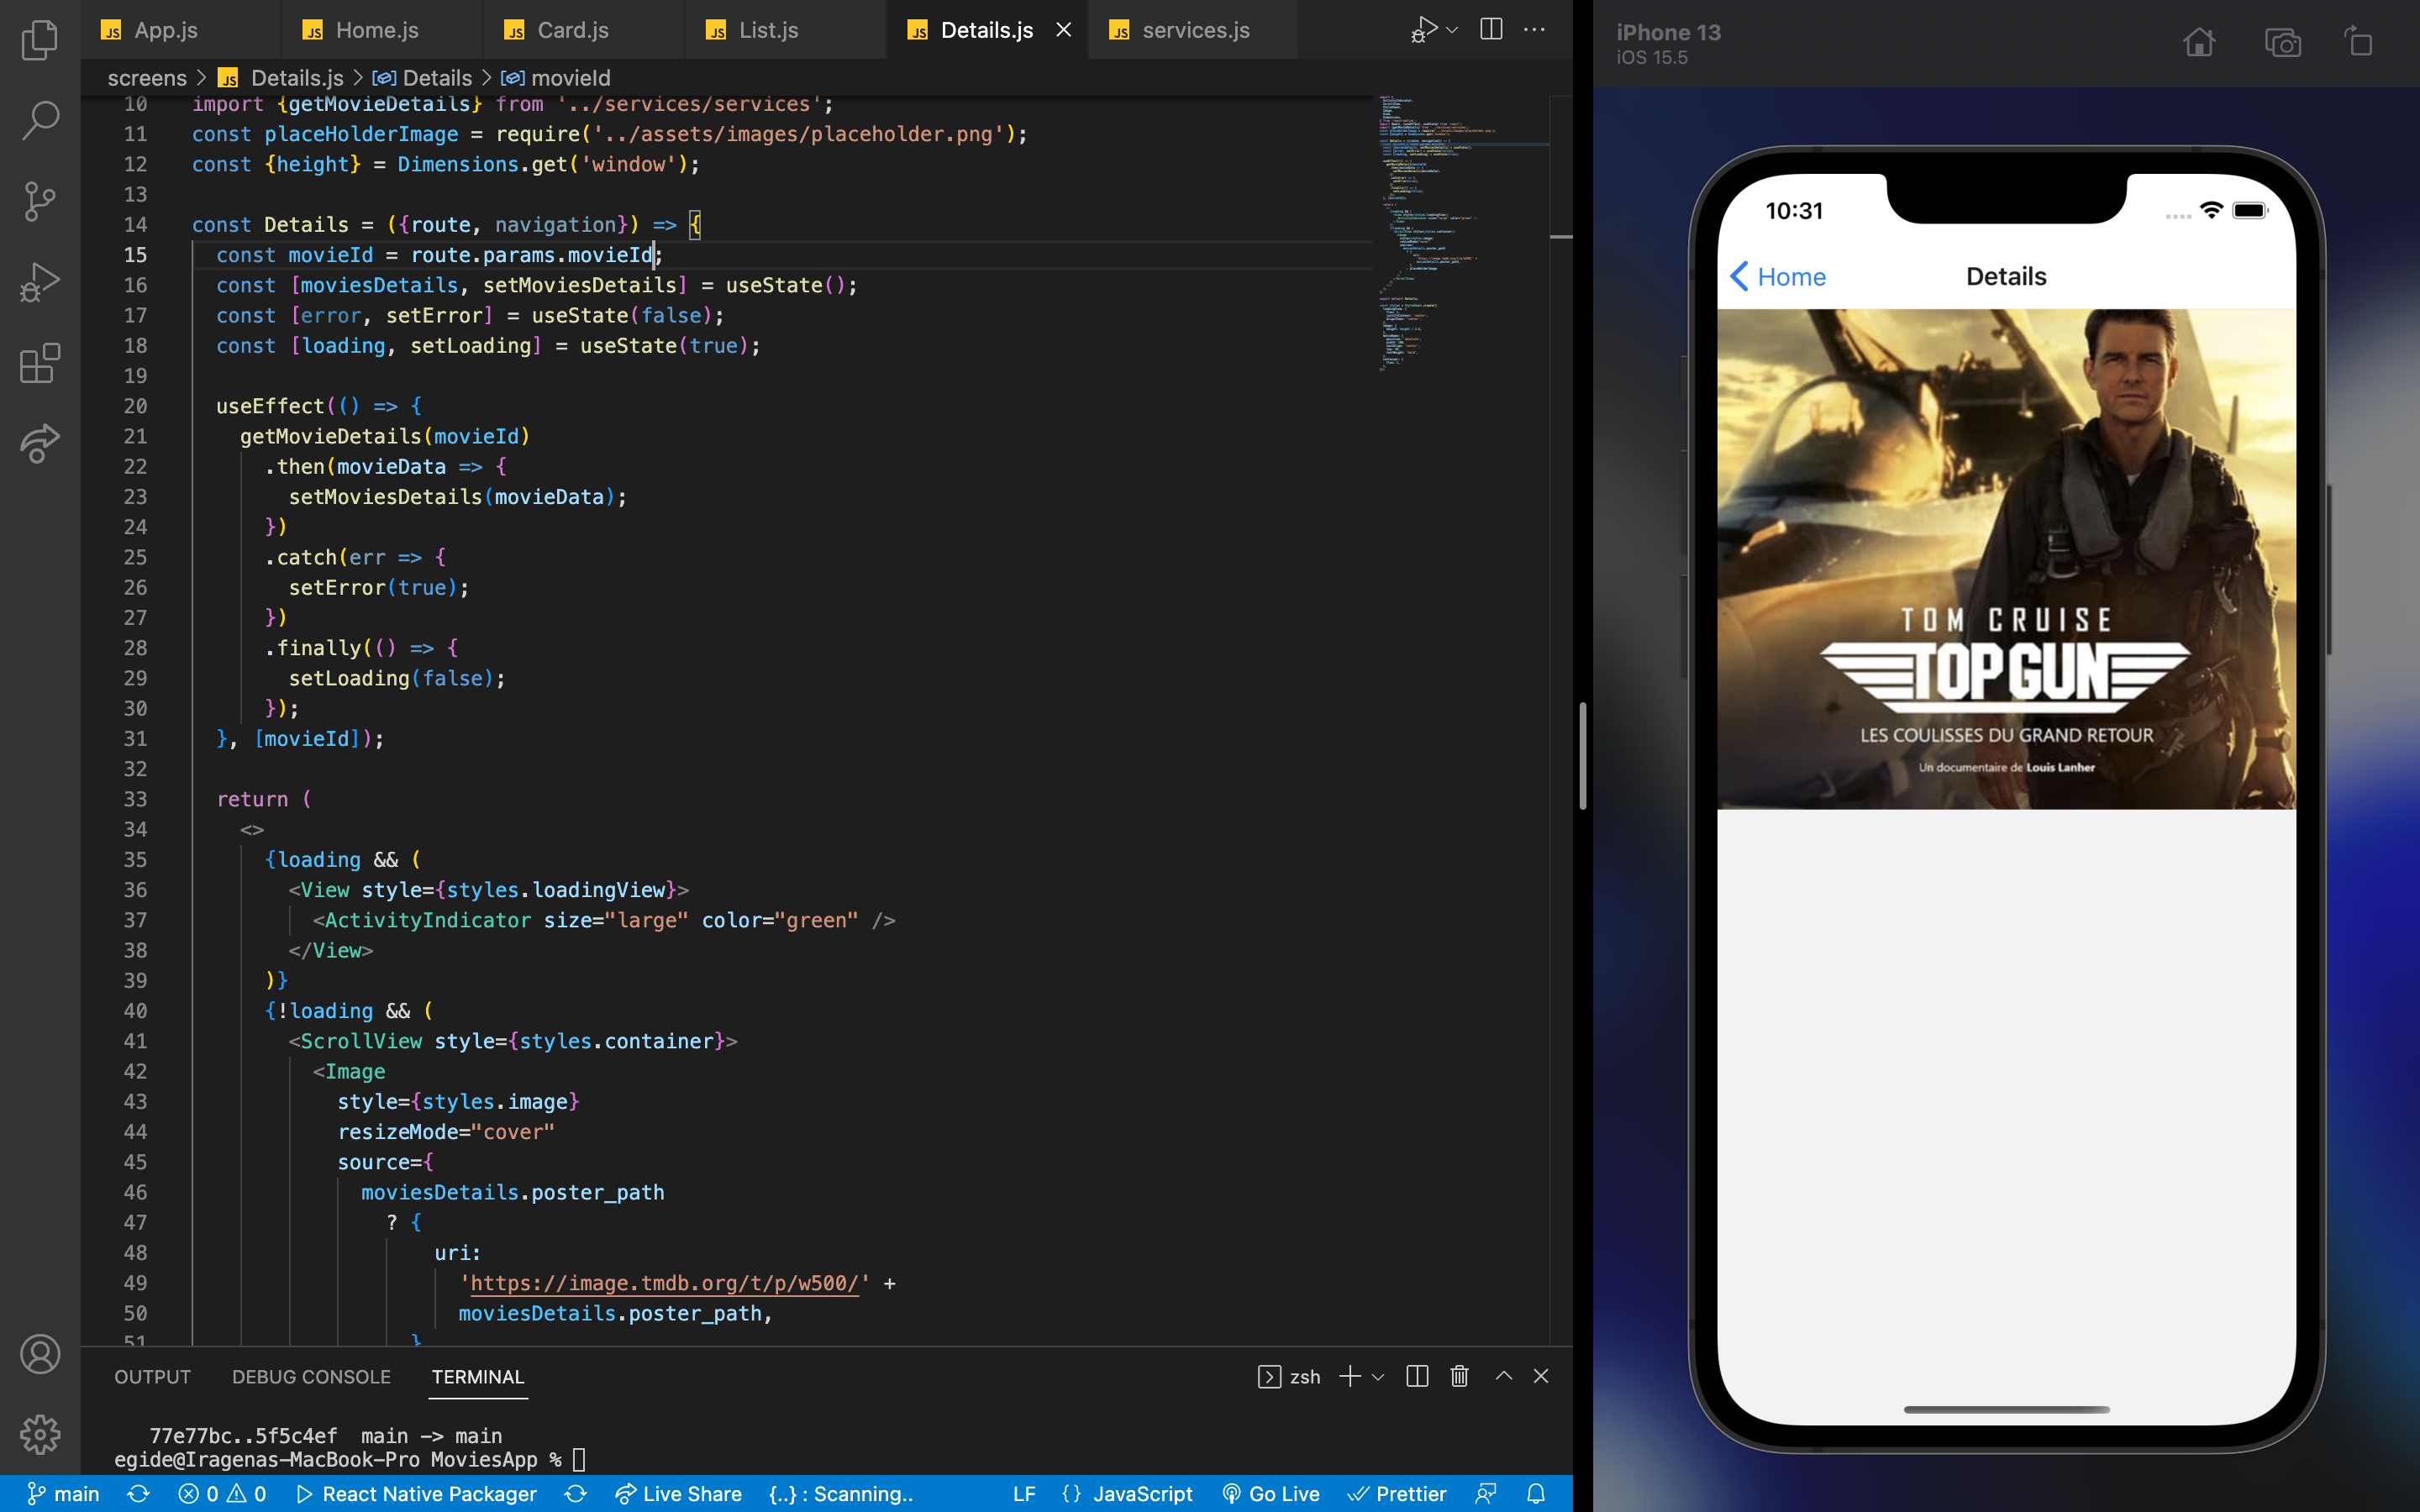 App.js
Home.js
Card.js
List.js
Details.js
services.js
screens > Details.js > Details > movieId
10 import {getMovieDetails} from '../services/services';
11 const placeHolderImage = require('../assets/images/placeholder.png');
12 const {height} = Dimensions.get('window');
13
14 const Details = ({route, navigation}) => {
15 const movieId = route.params.movieId;
16 const [moviesDetails, setMoviesDetails] = useState();
17 const [error, setError] = useState(false);
18 const [loading, setLoading] = useState(true);
19
20 useEffect(() => {
21 getMovieDetails(movieId)
22 .then(movieData => {
23 setMoviesDetails(movieData);
24 })
25 .catch(err => {
26 setError(true);
27 })
28 .finally(() => {
29 setLoading(false);
30 });
31 }, [movieId]);
32
33 return (
34 <>
35 {loading && (
36 <View style={styles.loadingView}>
37 <ActivityIndicator size="large" color="green" />
38 </View>
39 )}
40 {!loading && (
41 <ScrollView style={styles.container}>
42 <Image
43 style={styles.image}
44 resizeMode="cover"
45 source={
46 moviesDetails.poster_path
47 ? {
48 uri:
49 'https://image.tmdb.org/t/p/w500/' +
50 moviesDetails.poster_path,
51 }
OUTPUT DEBUG CONSOLE TERMINAL
zsh
77e77bc..5f5c4ef main -> main
egide@Iragenas-MacBook-Pro MoviesApp %
main 0 0 React Native Packager Live Share {..} : Scanning.. LF {} JavaScript Go Live Prettier
iPhone 13
iOS 15.5
10:31
Home
Details
TOM CRUISE
TOP GUN
LES COULISSES DU GRAND RETOUR
Un documentaire de Louis Lanher